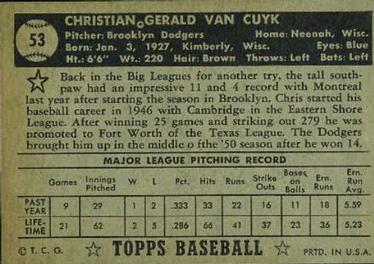 53
CHRISTIAN GERALD VAN CUYK
Pitcher: Brooklyn Dodgers Home: Neenah, Wisc.
Born: Jan. 3, 1927, Kimberly, Wisc. Eyes: Blue
Ht.: 6'6" Wt.: 220 Hair: Brown Throws: Left Bats: Left
Back in the Big Leagues for another try, the tall south-
paw had an impressive 11 and 4 record with Montreal
last year after starting the season in Brooklyn. Chris started his
baseball career in 1946 with Cambridge in the Eastern Shore
League. After winning 25 games and striking out 279 he was
promoted to Fort Worth of the Texas League. The Dodgers
brought him up in the middle o fthe '50 season after he won 14.
MAJOR LEAGUE PITCHING RECORD
Games Innings Pitched W L Pct. Hits Runs Strike Outs Bases on Balls Ern. Runs Ern. Run Avg.
PAST YEAR 9 29 1 2 .333 33 22 16 11 18 5.59
LIFE-TIME 21 62 2 5 .286 66 41 37 23 36 5.23
© T. C. G. TOPPS BASEBALL PRTD. IN U.S.A.